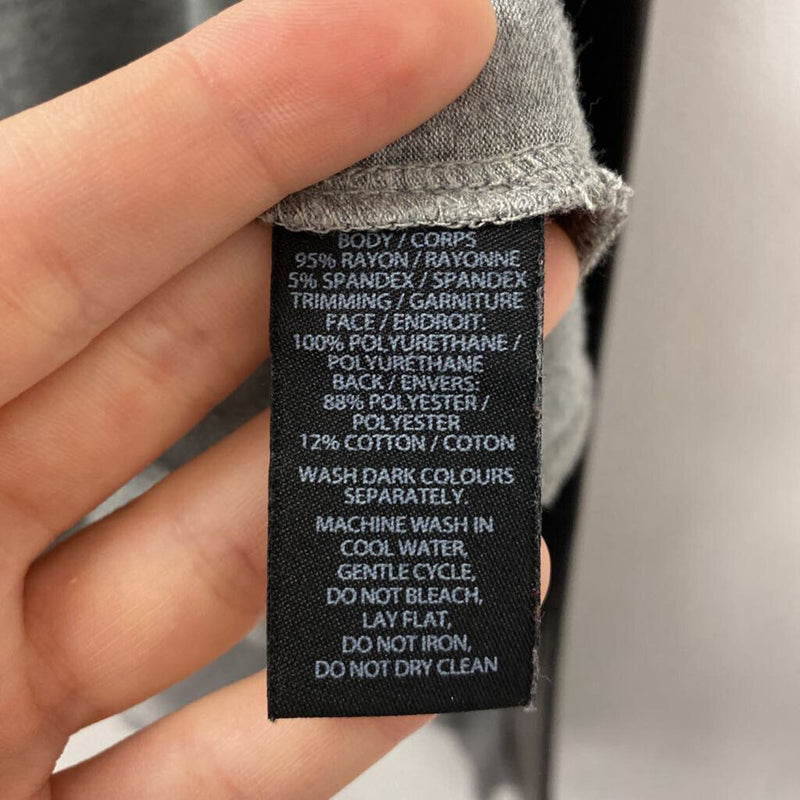 BODY / CORPS
95% RAYON / RAYONNE
5% SPANDEX / SPANDEX
TRIMMING / GARNITURE
FACE / ENDROIT:
100% POLYURETHANE /
POLYURETHANE
BACK / ENVERS:
88% POLYESTER /
POLYESTER
12% COTTON / COTON
WASH DARK COLOURS
SEPARATELY.
MACHINE WASH IN
COOL WATER,
GENTLE CYCLE,
DO NOT BLEACH,
LAY FLAT,
DO NOT IRON,
DO NOT DRY CLEAN